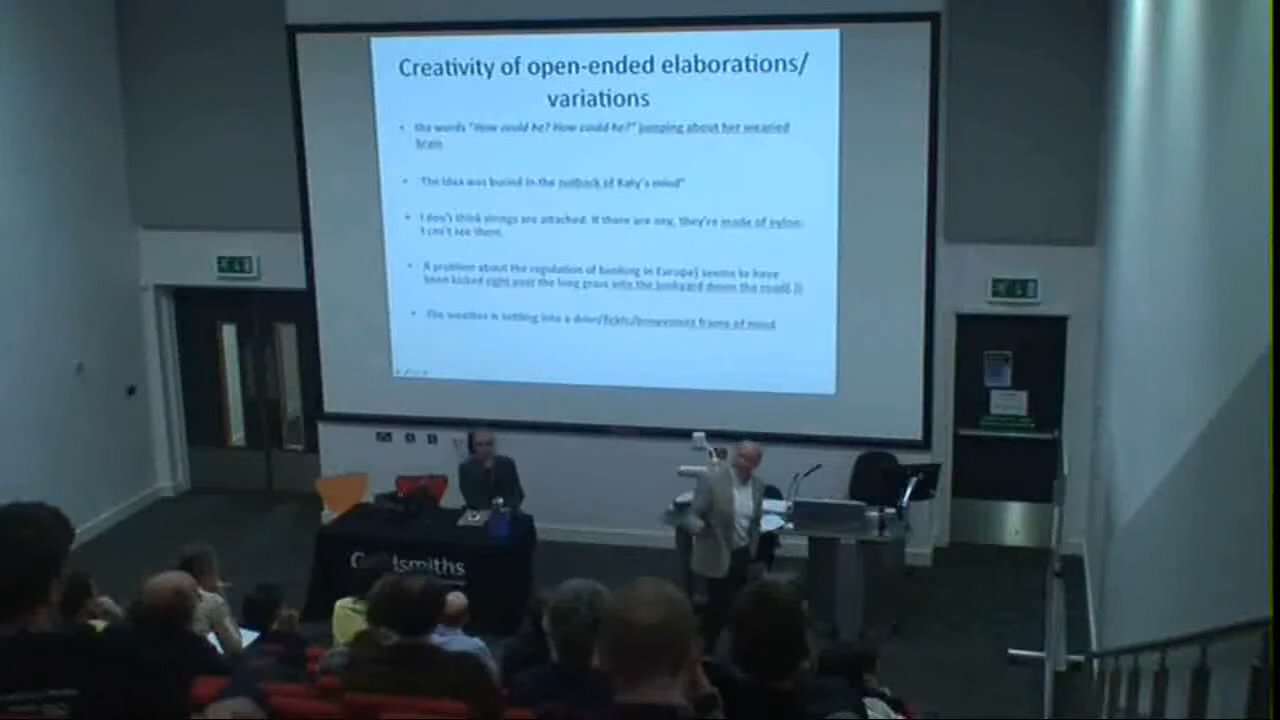 Creativity of open-ended elaborations/
variations
• the words "How could he? How could he?" jumping about her wearied
brain
• "The idea was buried in the outback of Katy's mind"
• I don't think strings are attached. If there are any, they're made of nylon.
I can't see them.
• A problem about the regulation of banking in Europe] seems to have
been kicked right over the long grass into the junkyard down the road
• The weather is settling into a frame of mind
G ldsmiths